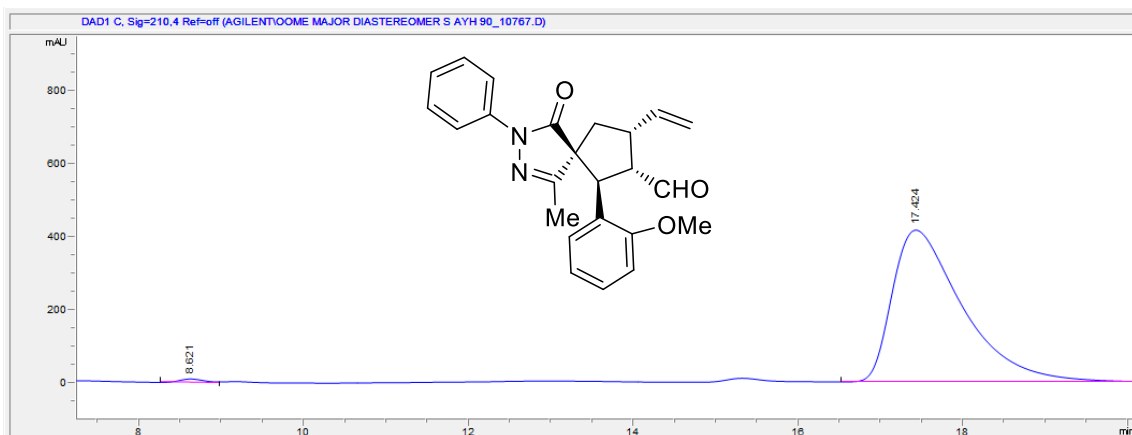 DAD1 C, Sig=210,4 Ref=off (AGILENT\OOME MAJOR DIASTEREOMER S AYH 90_10767.D)
mAU
800
600
400
200
0
O
N
N
Me
CHO
OMe
8.621
17.424
8
10
12
14
16
18
min